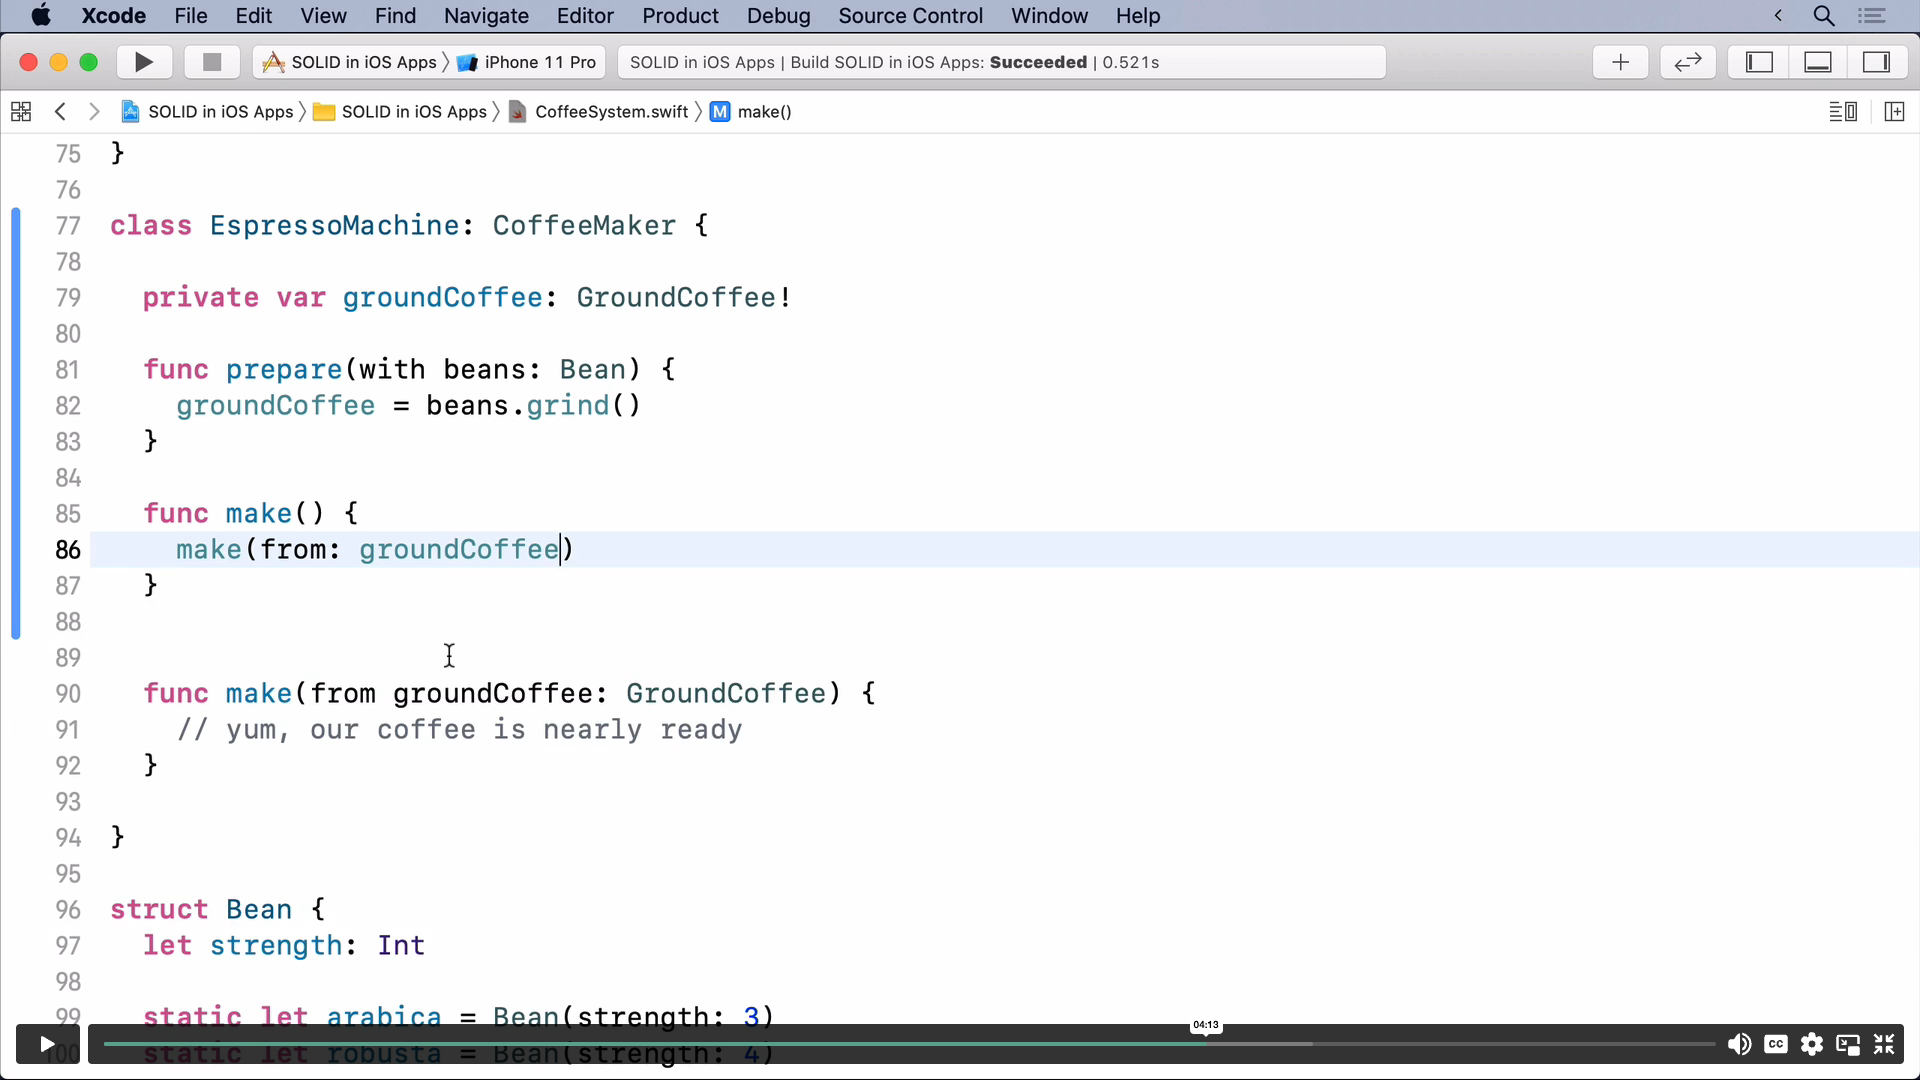 Xcode File Edit View Find Navigate Editor Product Debug Source Control Window Help
SOLID in iOS Apps iPhone 11 Pro SOLID in iOS Apps | Build SOLID in iOS Apps: Succeeded | 0.521s
SOLID in iOS Apps SOLID in iOS Apps CoffeeSystem.swift M make()
75 }
76
77 class EspressoMachine: CoffeeMaker {
78
79 private var groundCoffee: GroundCoffee!
80
81 func prepare(with beans: Bean) {
82 groundCoffee = beans.grind()
83 }
84
85 func make() {
86 make(from: groundCoffee)
87 }
88
89
90 func make(from groundCoffee: GroundCoffee) {
91 // yum, our coffee is nearly ready
92 }
93
94 }
95
96 struct Bean {
97 let strength: Int
98
99 static let arabica = Bean(strength: 3)
04:13
100 static let robusta = Bean(strength: 4)
CC